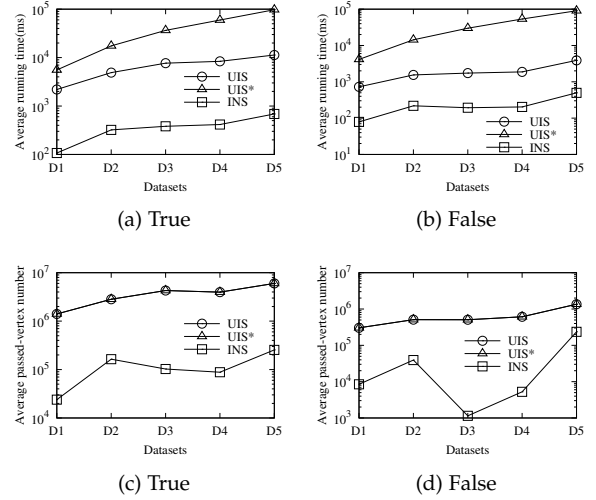 Average running time(ms)
10^5
10^4
10^3
10^2
UIS
UIS*
INS
D1 D2 D3 D4 D5
Datasets
(a) True
Average running time(ms)
10^5
10^4
10^3
10^2
10^1
UIS
UIS*
INS
D1 D2 D3 D4 D5
Datasets
(b) False
Average passed-vertex number
10^7
10^6
10^5
10^4
UIS
UIS*
INS
D1 D2 D3 D4 D5
Datasets
(c) True
Average passed-vertex number
10^7
10^6
10^5
10^4
10^3
UIS
UIS*
INS
D1 D2 D3 D4 D5
Datasets
(d) False